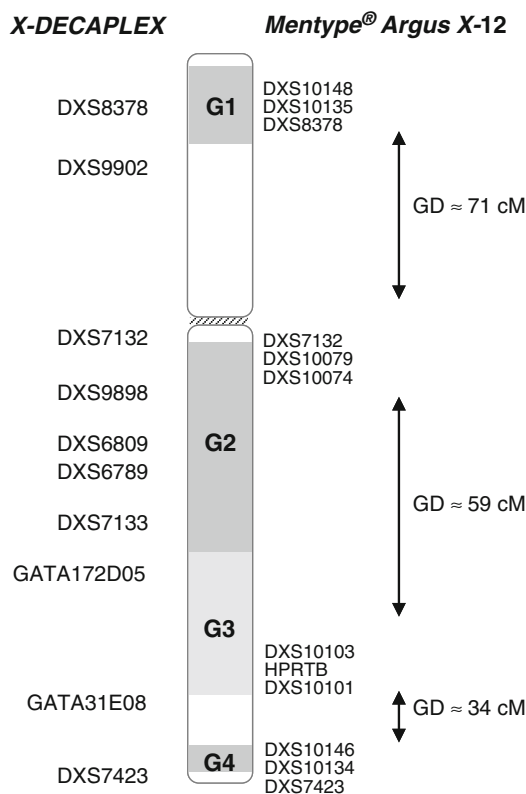 X-DECAPLEX
Mentype® Argus X-12
DXS8378
DXS9902
DXS7132
DXS9898
DXS6809
DXS6789
DXS7133
GATA172D05
GATA31E08
DXS7423
G1
G2
G3
G4
DXS10148
DXS10135
DXS8378
DXS7132
DXS10079
DXS10074
DXS10103
HPRTB
DXS10101
DXS10146
DXS10134
DXS7423
GD ≈ 71 cM
GD ≈ 59 cM
GD ≈ 34 cM